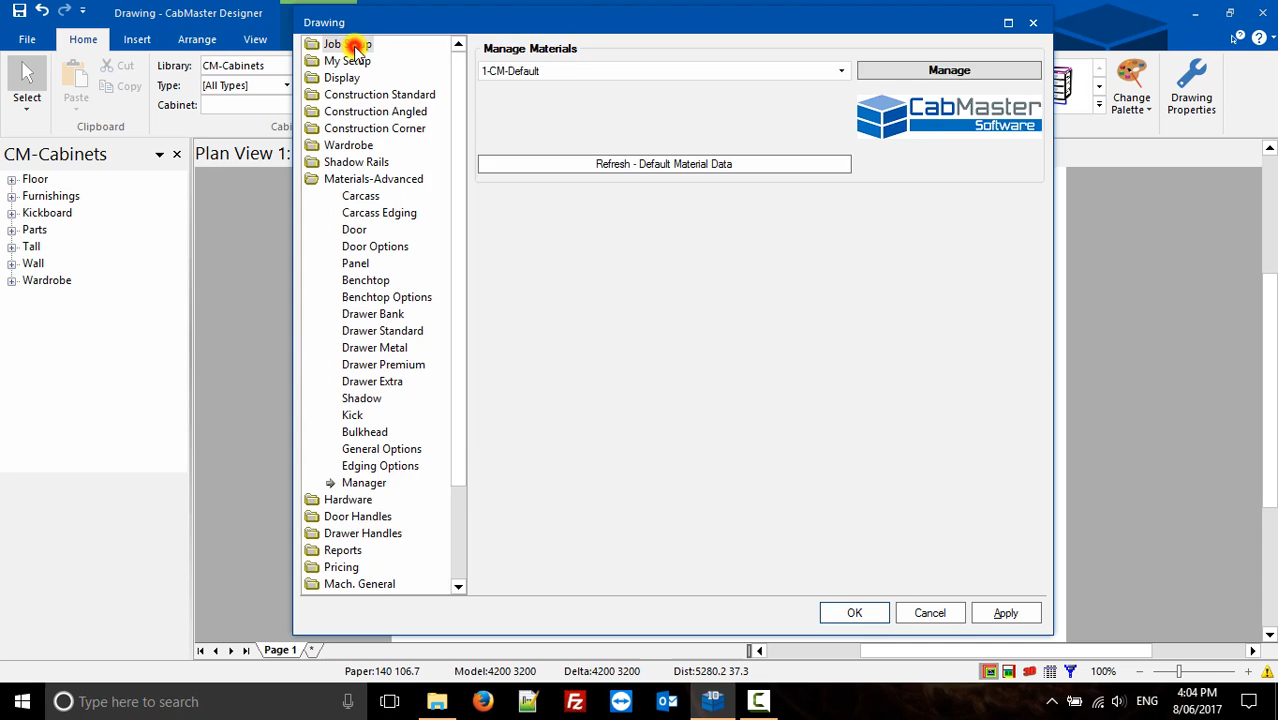 Drawing - CabMaster Designer
Drawing
File
Home
Insert
Arrange
View
Select
Paste
Cut
Copy
Clipboard
Library:
CM-Cabinets
Type:
[All Types]
Cabinet:
Change
Palette
Drawing
Properties
CM-Cabinets
Plan View 1:
Floor
Furnishings
Kickboard
Parts
Tall
Wall
Wardrobe
My Setup
Display
Construction Standard
Construction Angled
Construction Corner
Wardrobe
Shadow Rails
Materials-Advanced
Carcass
Carcass Edging
Door
Door Options
Panel
Benchtop
Benchtop Options
Drawer Bank
Drawer Standard
Drawer Metal
Drawer Premium
Drawer Extra
Shadow
Kick
Bulkhead
General Options
Edging Options
Manager
Hardware
Door Handles
Drawer Handles
Reports
Pricing
Mach. General
Manage Materials
1-CM-Default
Manage
CabMaster
Software
Refresh - Default Material Data
OK
Cancel
Apply
Page 1
*
Paper:140 106.7
Model:4200 3200
Delta:4200 3200
Dist:5280.2 37.3
100%
Type here to search
ENG
4:04 PM
8/06/2017